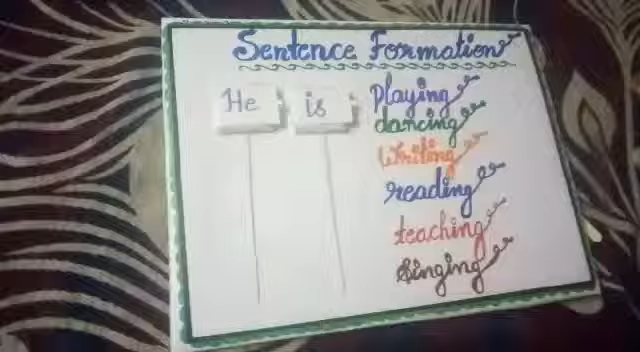 Sentence Formation
He is playing
dancing
writing
reading
teaching
singing